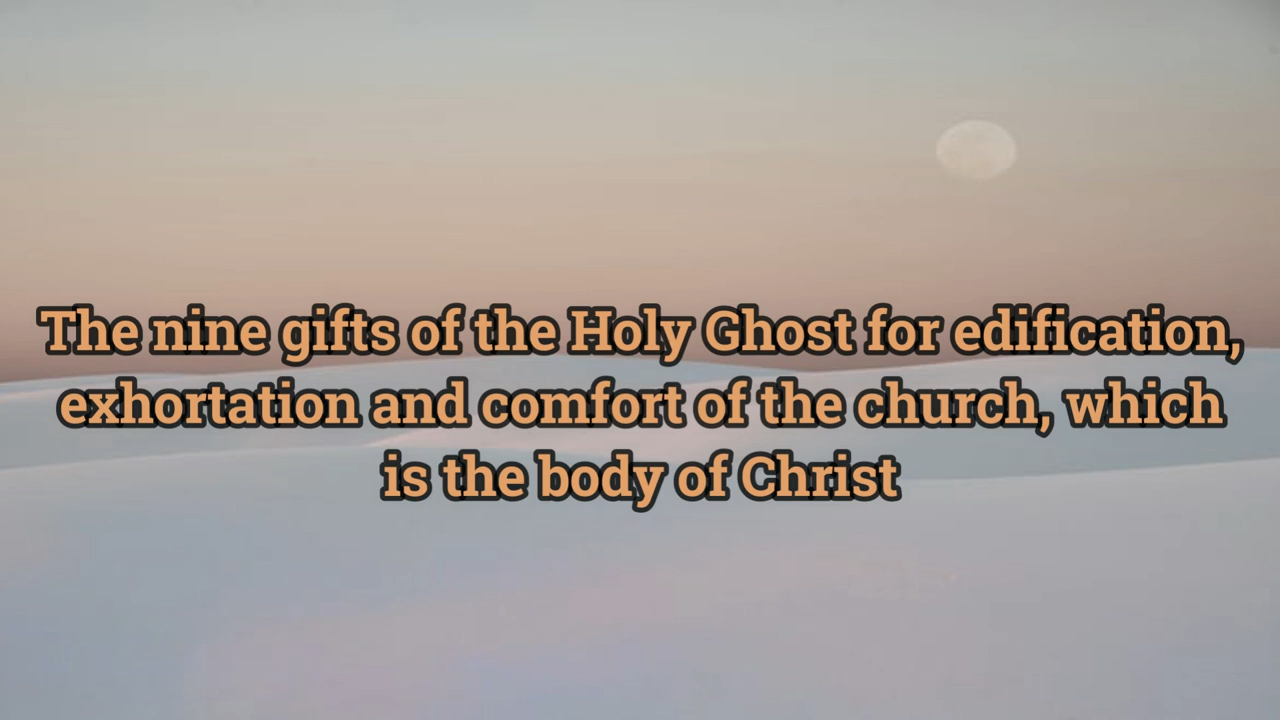 The nine gifts of the Holy Ghost for edification,
exhortation and comfort of the church, which
is the body of Christ